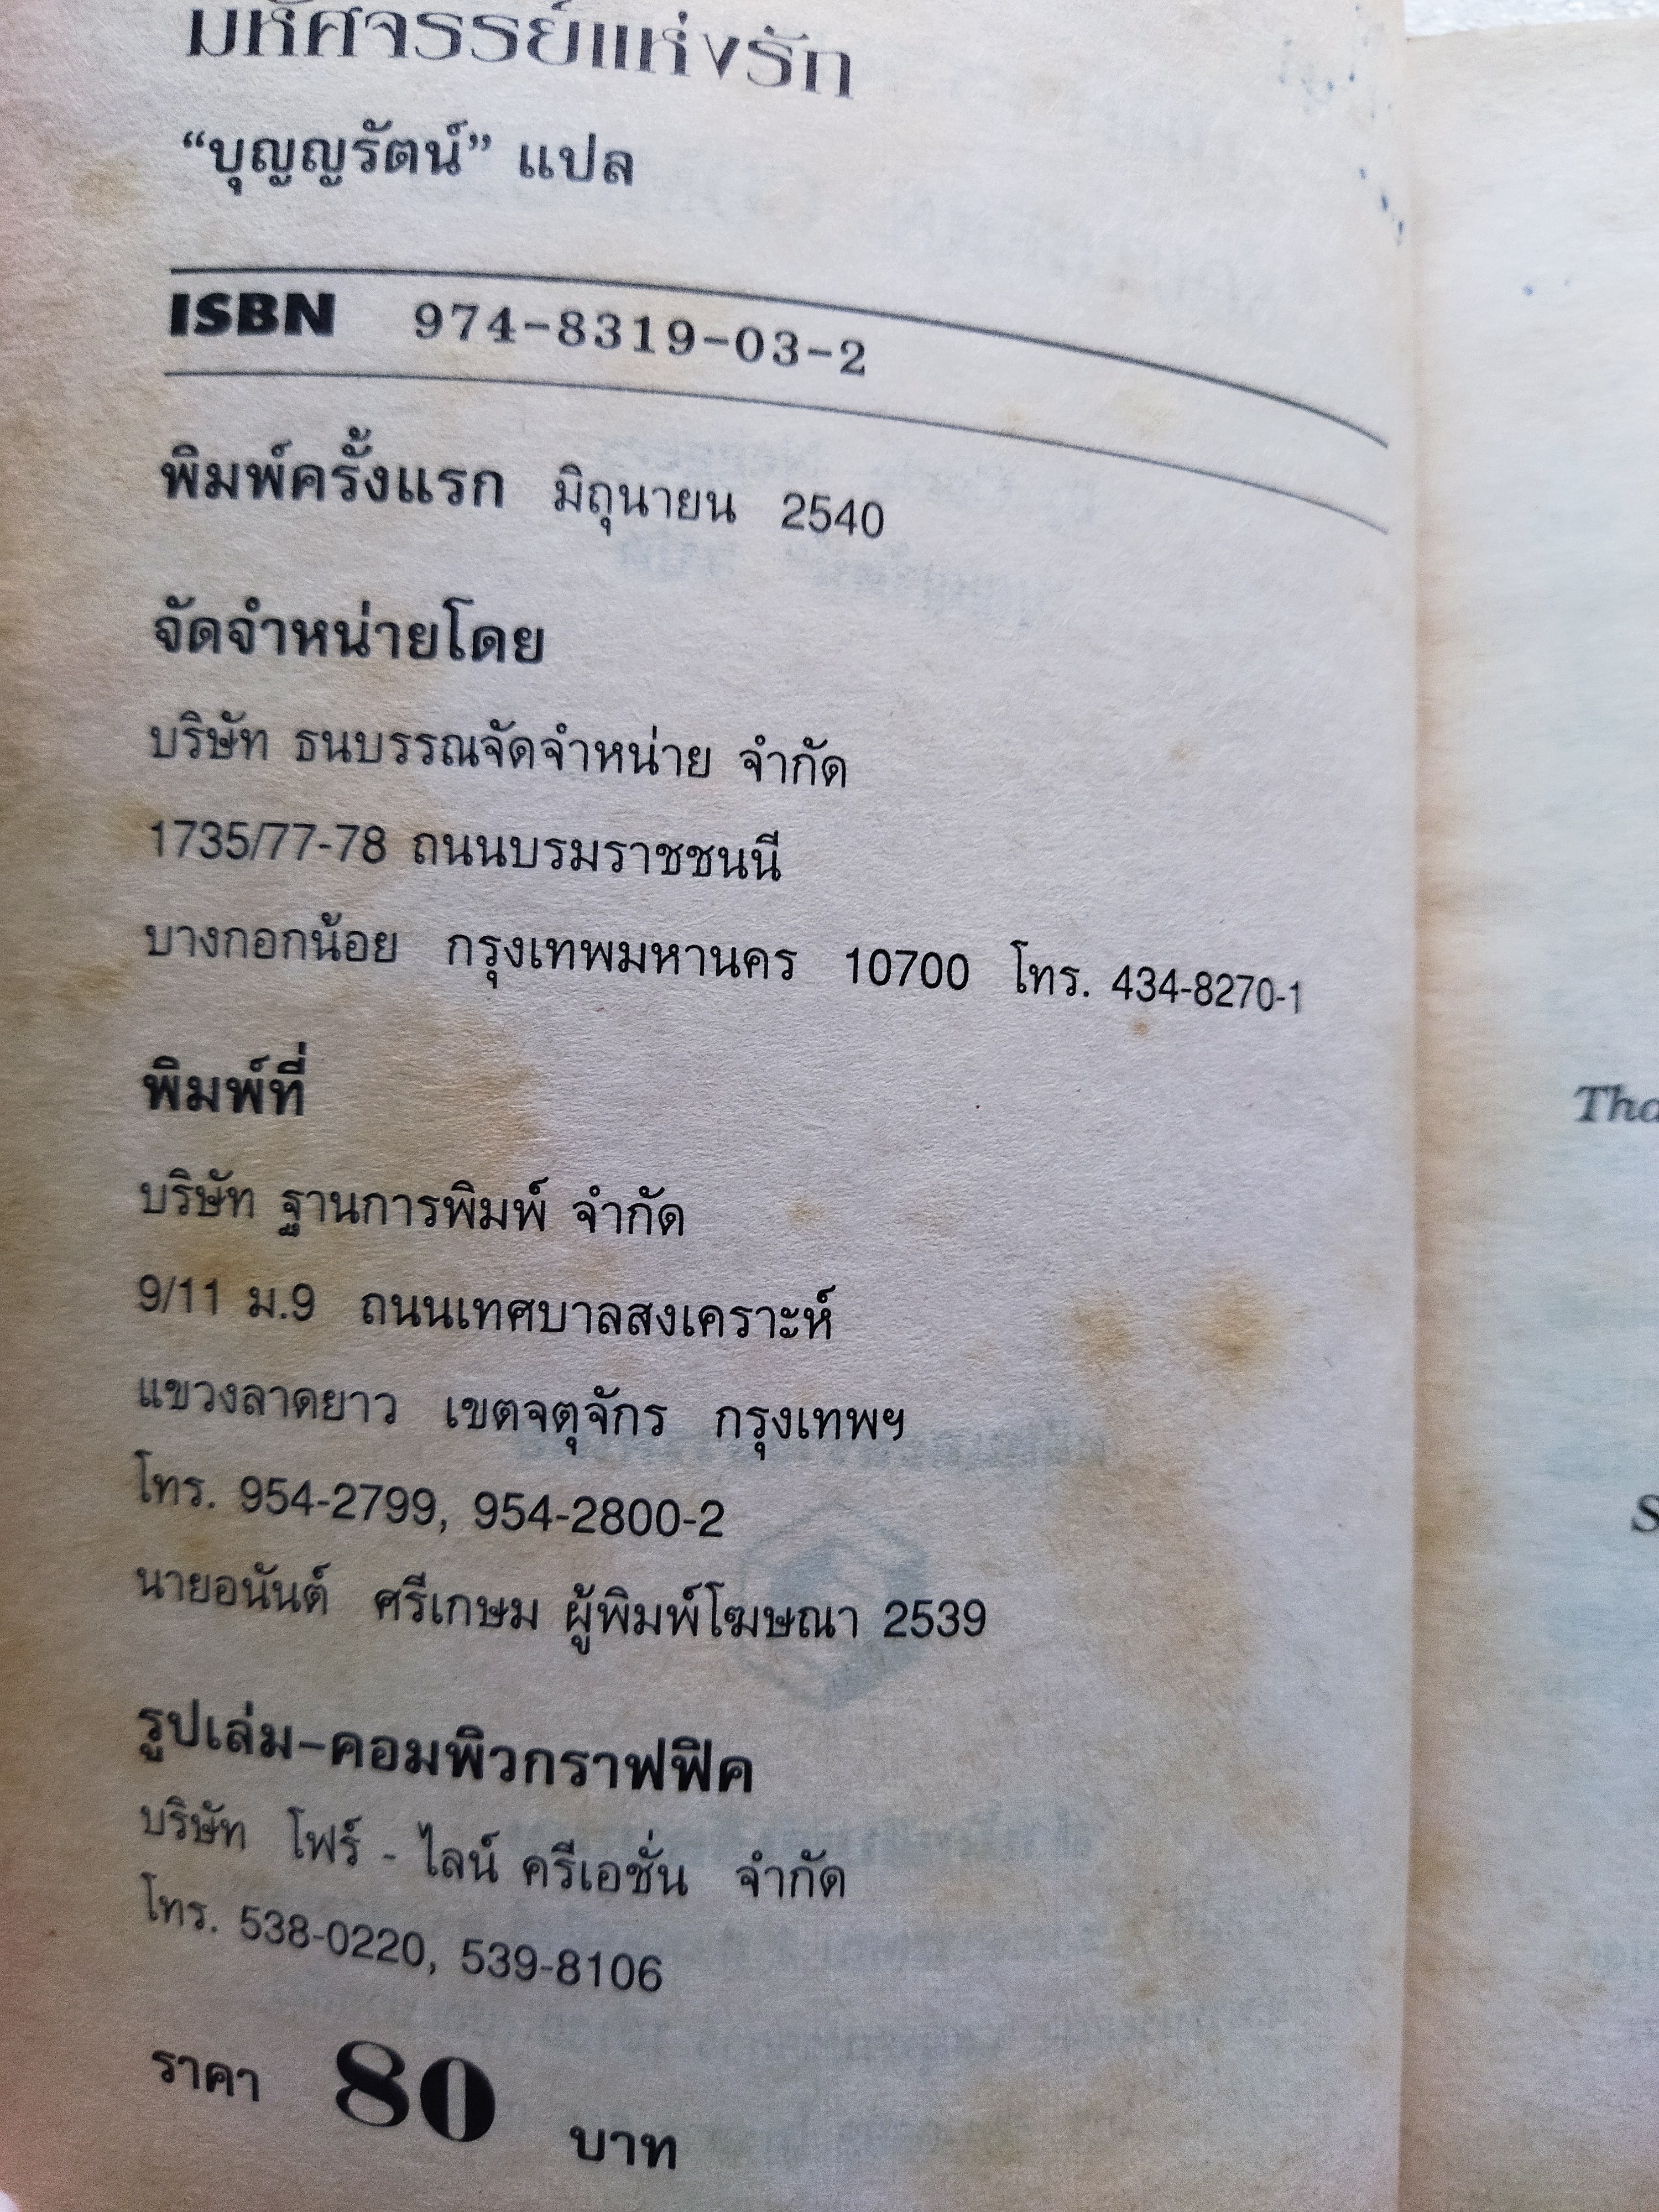 มหัศจรรย์แห่งรัก
“บุญญรัตน์” แปล
ISBN 974-8319-03-2
พิมพ์ครั้งแรก มิถุนายน 2540
จัดจำหน่ายโดย
บริษัท ธนบรรณจัดจำหน่าย จำกัด
1735/77-78 ถนนบรมราชชนนี
บางกอกน้อย กรุงเทพมหานคร 10700 โทร. 434-8270-1
พิมพ์ที่
บริษัท ฐานการพิมพ์ จำกัด
9/11 ม.9 ถนนเทศบาลสงเคราะห์
แขวงลาดยาว เขตจตุจักร กรุงเทพฯ
โทร. 954-2799, 954-2800-2
นายอนันต์ ศรีเกษม ผู้พิมพ์โฆษณา 2539
รูปเล่ม-คอมพิวกราฟฟิค
บริษัท โฟร์ - ไลน์ ครีเอชั่น จำกัด
โทร. 538-0220, 539-8106
ราคา 80 บาท